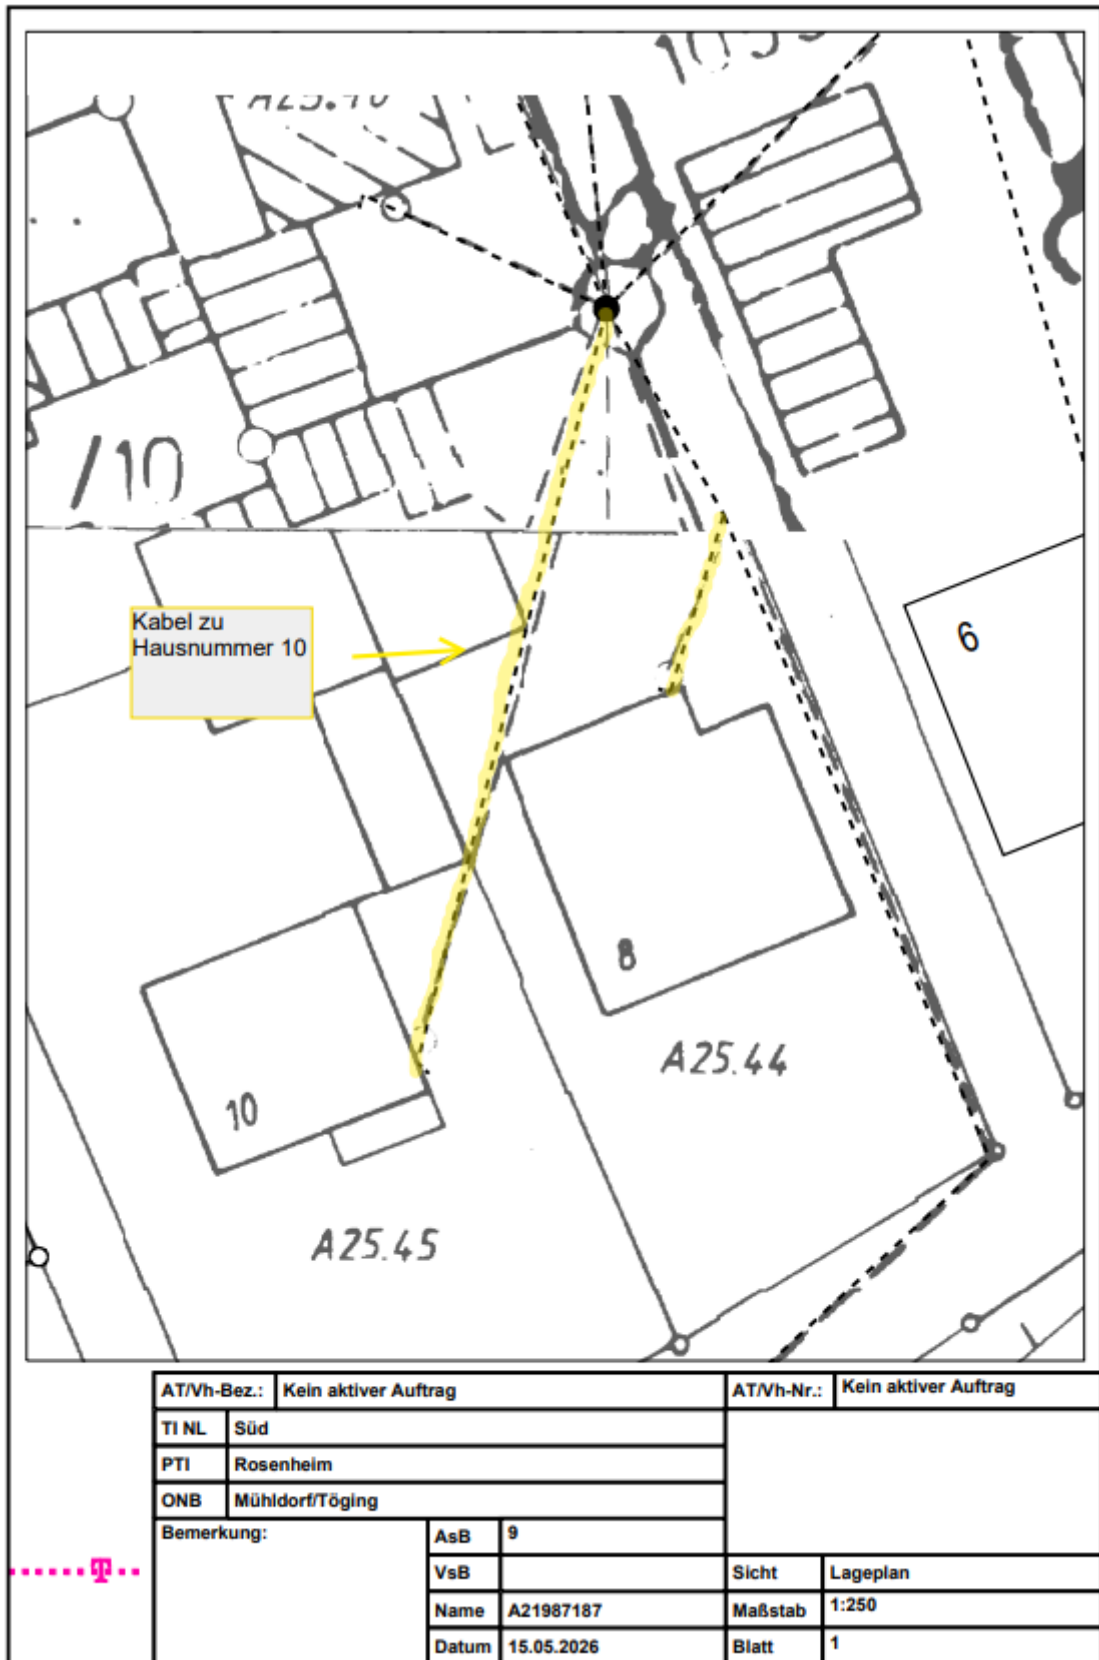 A25.46
/10
Kabel zu
Hausnummer 10
6
8
A25.44
10
A25.45
AT/Vh-Bez.: Kein aktiver Auftrag AT/Vh-Nr.: Kein aktiver Auftrag
TI NL Süd
PTI Rosenheim
ONB Mühldorf/Töging
Bemerkung: AsB 9
T
VsB Sicht Lageplan
Name A21987187 Maßstab 1:250
Datum 15.05.2026 Blatt 1